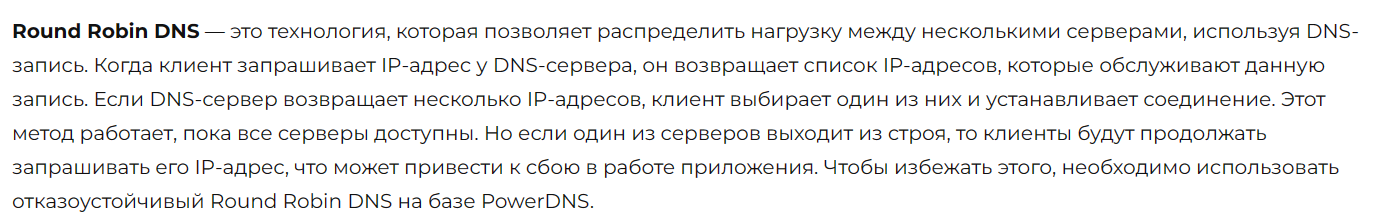 Round Robin DNS — это технология, которая позволяет распределить нагрузку между несколькими серверами, используя DNS-
запись. Когда клиент запрашивает IP-адрес у DNS-сервера, он возвращает список IP-адресов, которые обслуживают данную
запись. Если DNS-сервер возвращает несколько IP-адресов, клиент выбирает один из них и устанавливает соединение. Этот
метод работает, пока все серверы доступны. Но если один из серверов выходит из строя, то клиенты будут продолжать
запрашивать его IP-адрес, что может привести к сбою в работе приложения. Чтобы избежать этого, необходимо использовать
отказоустойчивый Round Robin DNS на базе PowerDNS.